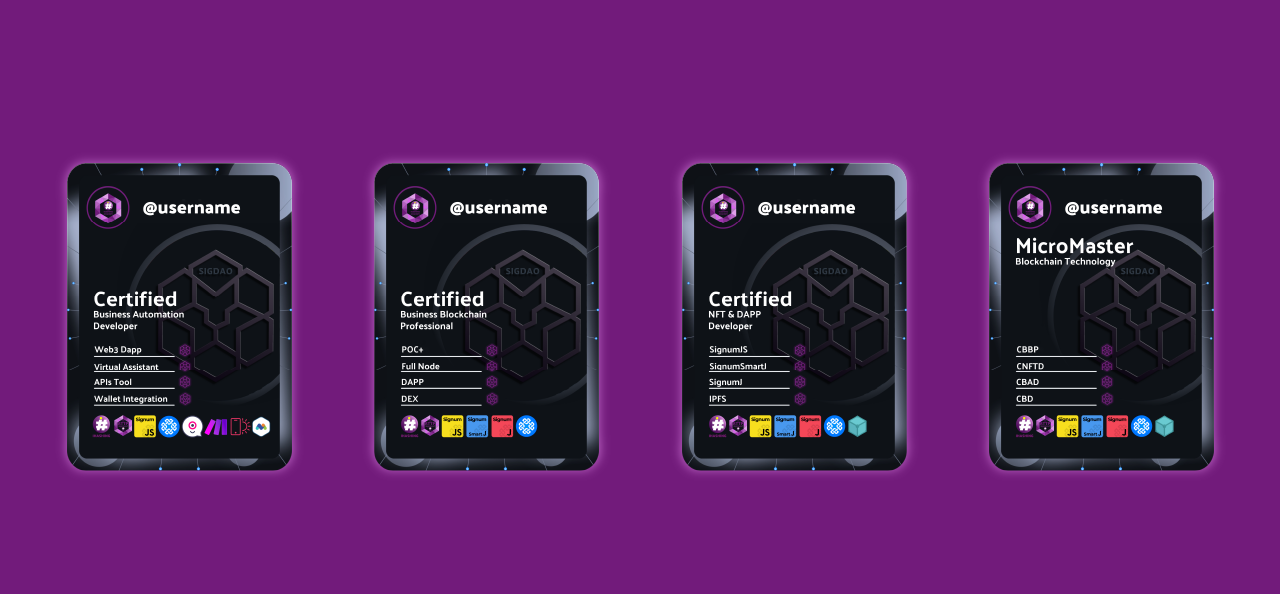 @username
SIGDAO
Certified
Business Automation
Developer
Web3 Dapp
Virtual Assistant
APIs Tool
Wallet Integration
Signum
JS
@username
SIGDAO
Certified
Business Blockchain
Professional
POC+
Full Node
DAPP
DEX
Signum
JS
Signum
SmartJ
Signum
J
@username
SIGDAO
Certified
NFT & DAPP
Developer
SignumJS
SignumSmartJ
SignumJ
IPFS
Signum
JS
Signum
SmartJ
Signum
J
@username
MicroMaster
Blockchain Technology
SIGDAO
CBBP
CNFTD
CBAD
CBD
Signum
JS
Signum
SmartJ
Signum
J